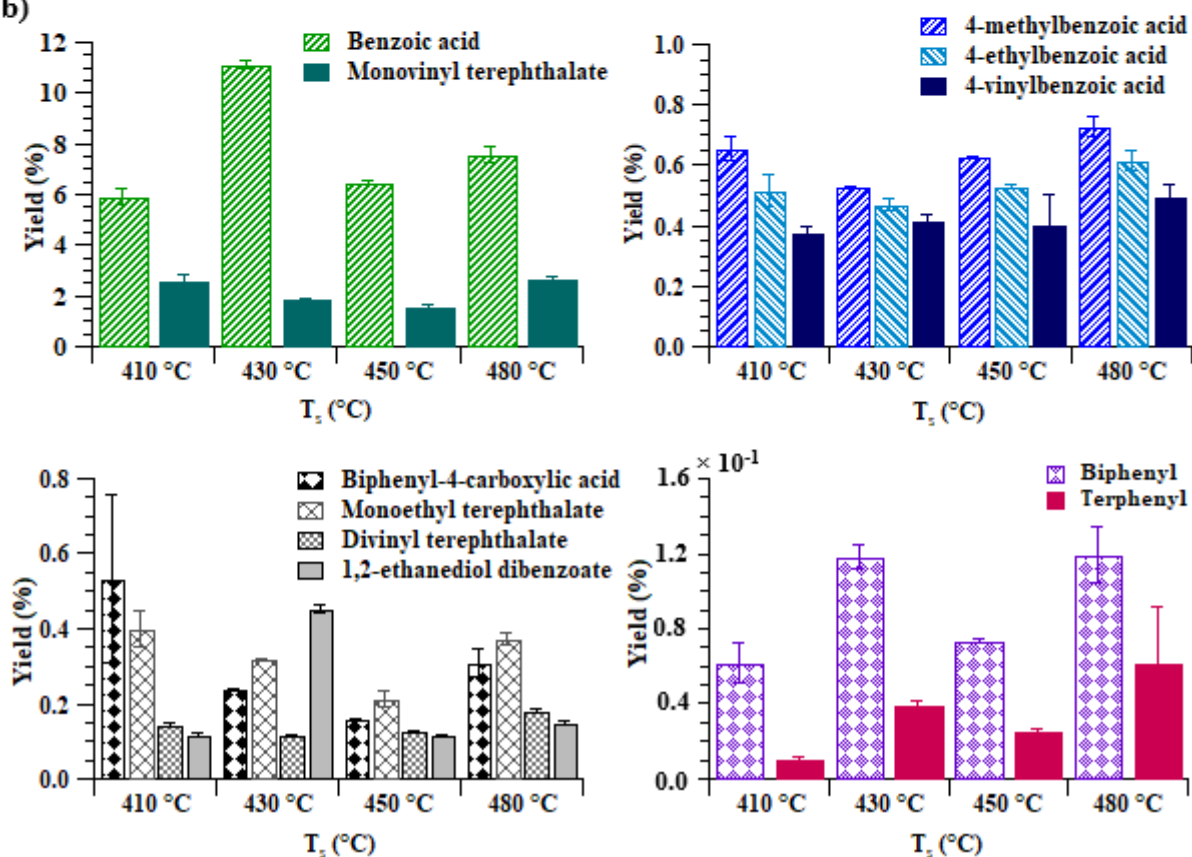 b)
12
10
8
6
4
2
0
Yield (%)
Benzoic acid
Monovinyl terephthalate
410 °C 430 °C 450 °C 480 °C
T_s (°C)
1.0
0.8
0.6
0.4
0.2
0.0
Yield (%)
4-methylbenzoic acid
4-ethylbenzoic acid
4-vinylbenzoic acid
410 °C 430 °C 450 °C 480 °C
T_s (°C)
0.8
0.6
0.4
0.2
0.0
Yield (%)
Biphenyl-4-carboxylic acid
Monoethyl terephthalate
Divinyl terephthalate
1,2-ethanediol dibenzoate
410 °C 430 °C 450 °C 480 °C
T_s (°C)
1.6 × 10⁻¹
1.2
0.8
0.4
0.0
Yield (%)
Biphenyl
Terphenyl
410 °C 430 °C 450 °C 480 °C
T_s (°C)